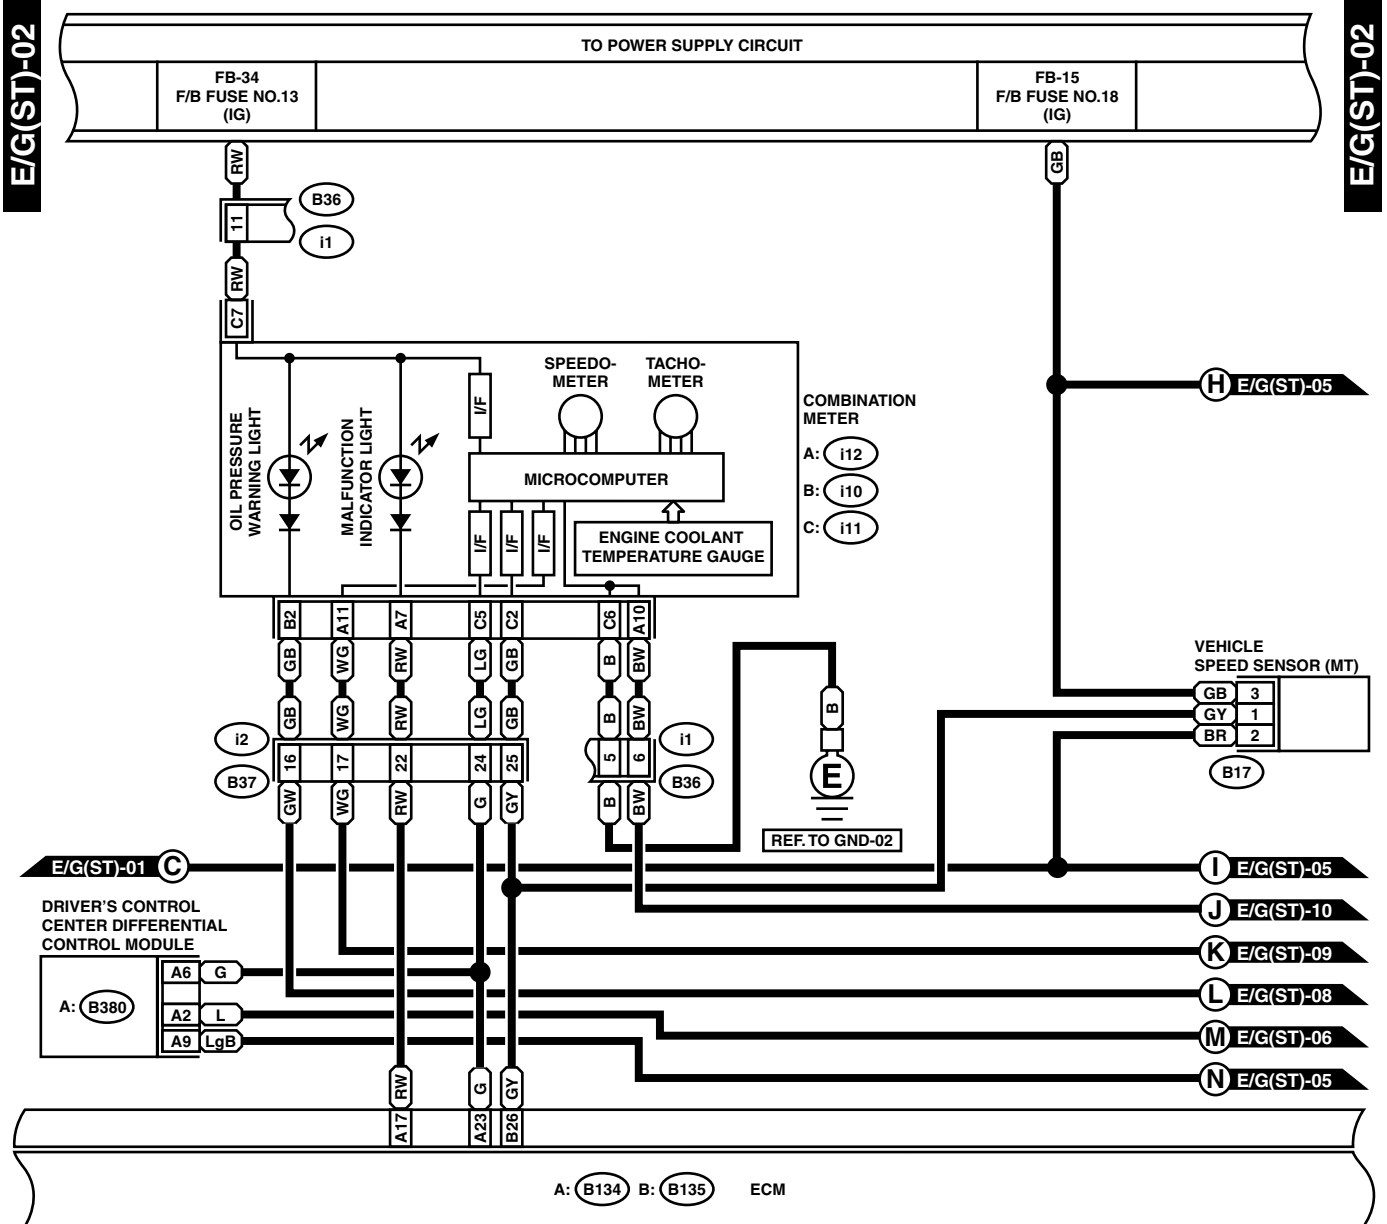 E/G(ST)-02
E/G(ST)-02
TO POWER SUPPLY CIRCUIT
FB-34
F/B FUSE NO.13
(IG)
FB-15
F/B FUSE NO.18
(IG)
RW
GB
B36
11
i1
RW
C7
SPEEDO-
METER
TACHO-
METER
H E/G(ST)-05
I/F
COMBINATION
METER
OIL PRESSURE
WARNING LIGHT
MALFUNCTION
INDICATOR LIGHT
A: i12
MICROCOMPUTER
B: i10
C: i11
I/F I/F I/F
ENGINE COOLANT
TEMPERATURE GAUGE
B2 A11 A7 C5 C2 C6 A10
GB WG RW LG GB B BW
VEHICLE
SPEED SENSOR (MT)
GB 3
GY 1
BR 2
B17
GB WG RW LG GB B BW
B
i2
i1
16 17 22 24 25 5 6
B37
B36
E
GW WG RW G GY B BW
REF. TO GND-02
E/G(ST)-01 C
I E/G(ST)-05
DRIVER'S CONTROL
CENTER DIFFERENTIAL
CONTROL MODULE
J E/G(ST)-10
K E/G(ST)-09
A6 G
L E/G(ST)-08
A: B380
A2 L
M E/G(ST)-06
A9 LgB
N E/G(ST)-05
RW G GY
A17 A23 B26
A: B134 B: B135 ECM